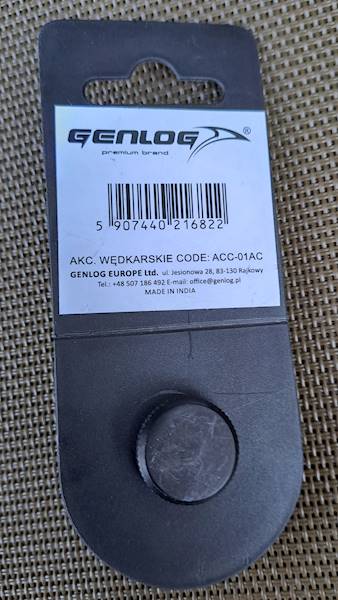 GENLOG ®
premium brand
5 907440 216822
AKC. WĘDKARSKIE CODE: ACC-01AC
GENLOG EUROPE Ltd. ul. Jesionowa 28, 83-130 Rajkowy
Tel.: +48 507 186 492 E-mail: office@genlog.pl
MADE IN INDIA